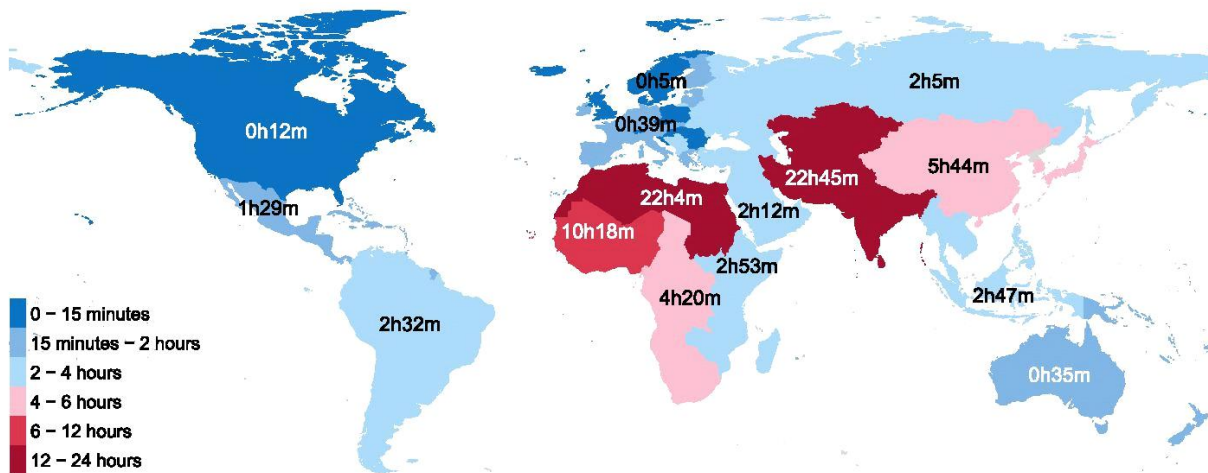 0h5m
2h5m
0h12m
0h39m
5h44m
22h45m
22h4m
1h29m
2h12m
10h18m
2h53m
4h20m
2h47m
2h32m
0h35m
0 – 15 minutes
15 minutes – 2 hours
2 – 4 hours
4 – 6 hours
6 – 12 hours
12 – 24 hours